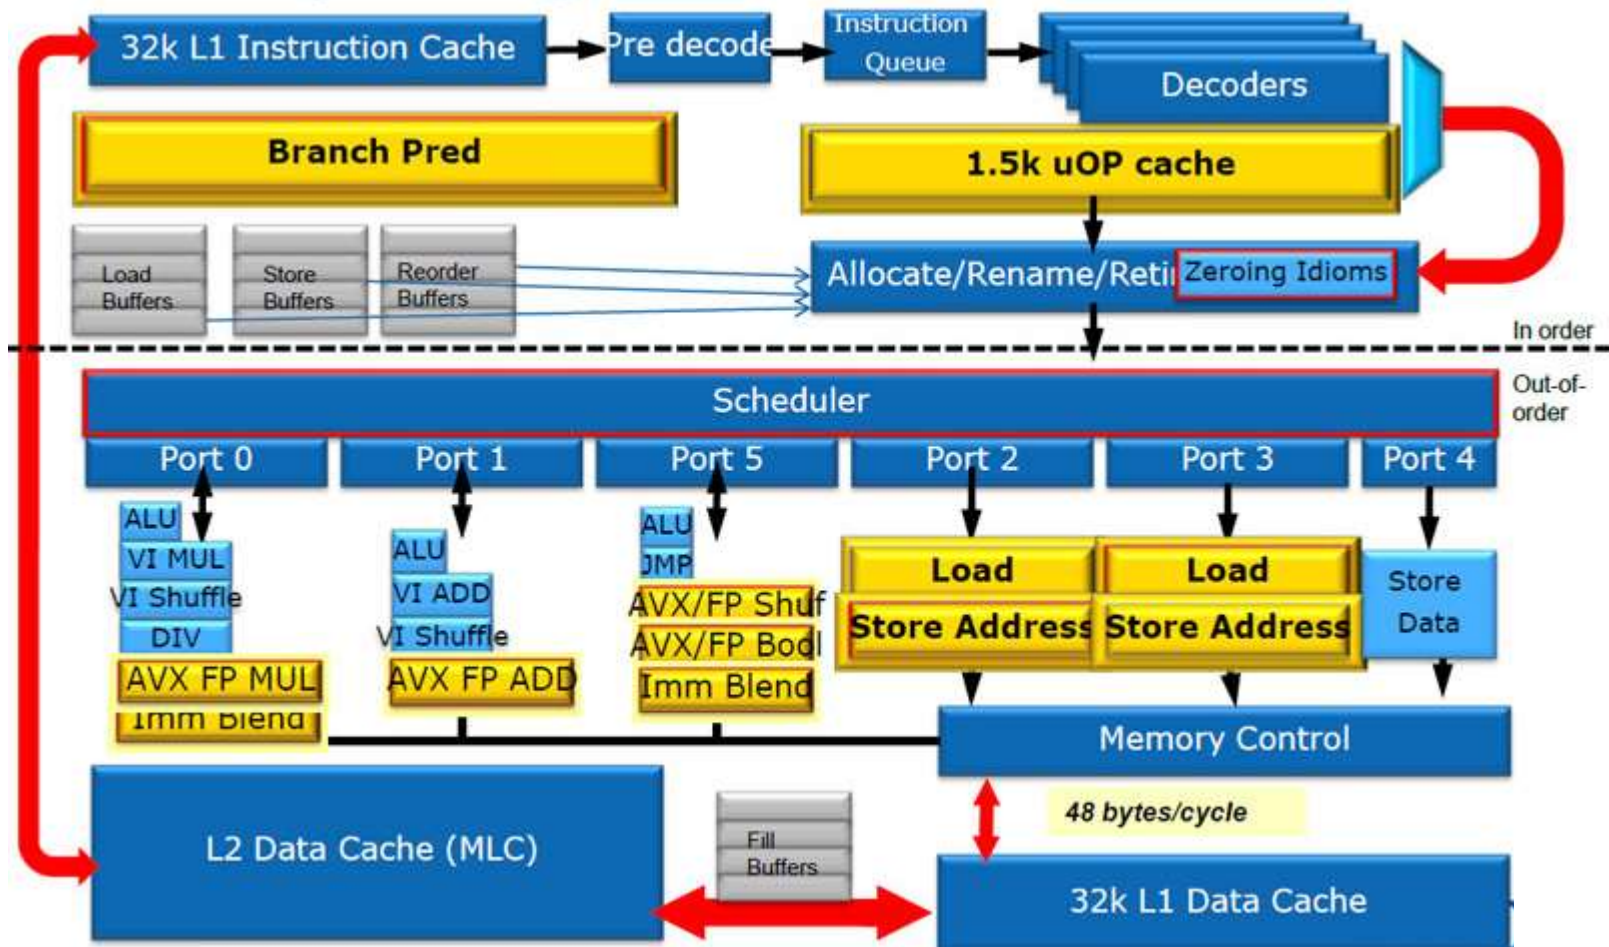 32k L1 Instruction Cache
Pre decode
Instruction
Queue
Decoders
Branch Pred
1.5k uOP cache
Load
Buffers
Store
Buffers
Reorder
Buffers
Allocate/Rename/Reti
Zeroing Idioms
In order
Out-of-
order
Scheduler
Port 0
Port 1
Port 5
Port 2
Port 3
Port 4
ALU
VI MUL
VI Shuffle
DIV
AVX FP MUL
Imm Blend
ALU
VI ADD
VI Shuffle
AVX FP ADD
ALU
JMP
AVX/FP Shuf
AVX/FP Bool
Imm Blend
Load
Store Address
Load
Store Address
Store
Data
Memory Control
48 bytes/cycle
L2 Data Cache (MLC)
Fill
Buffers
32k L1 Data Cache